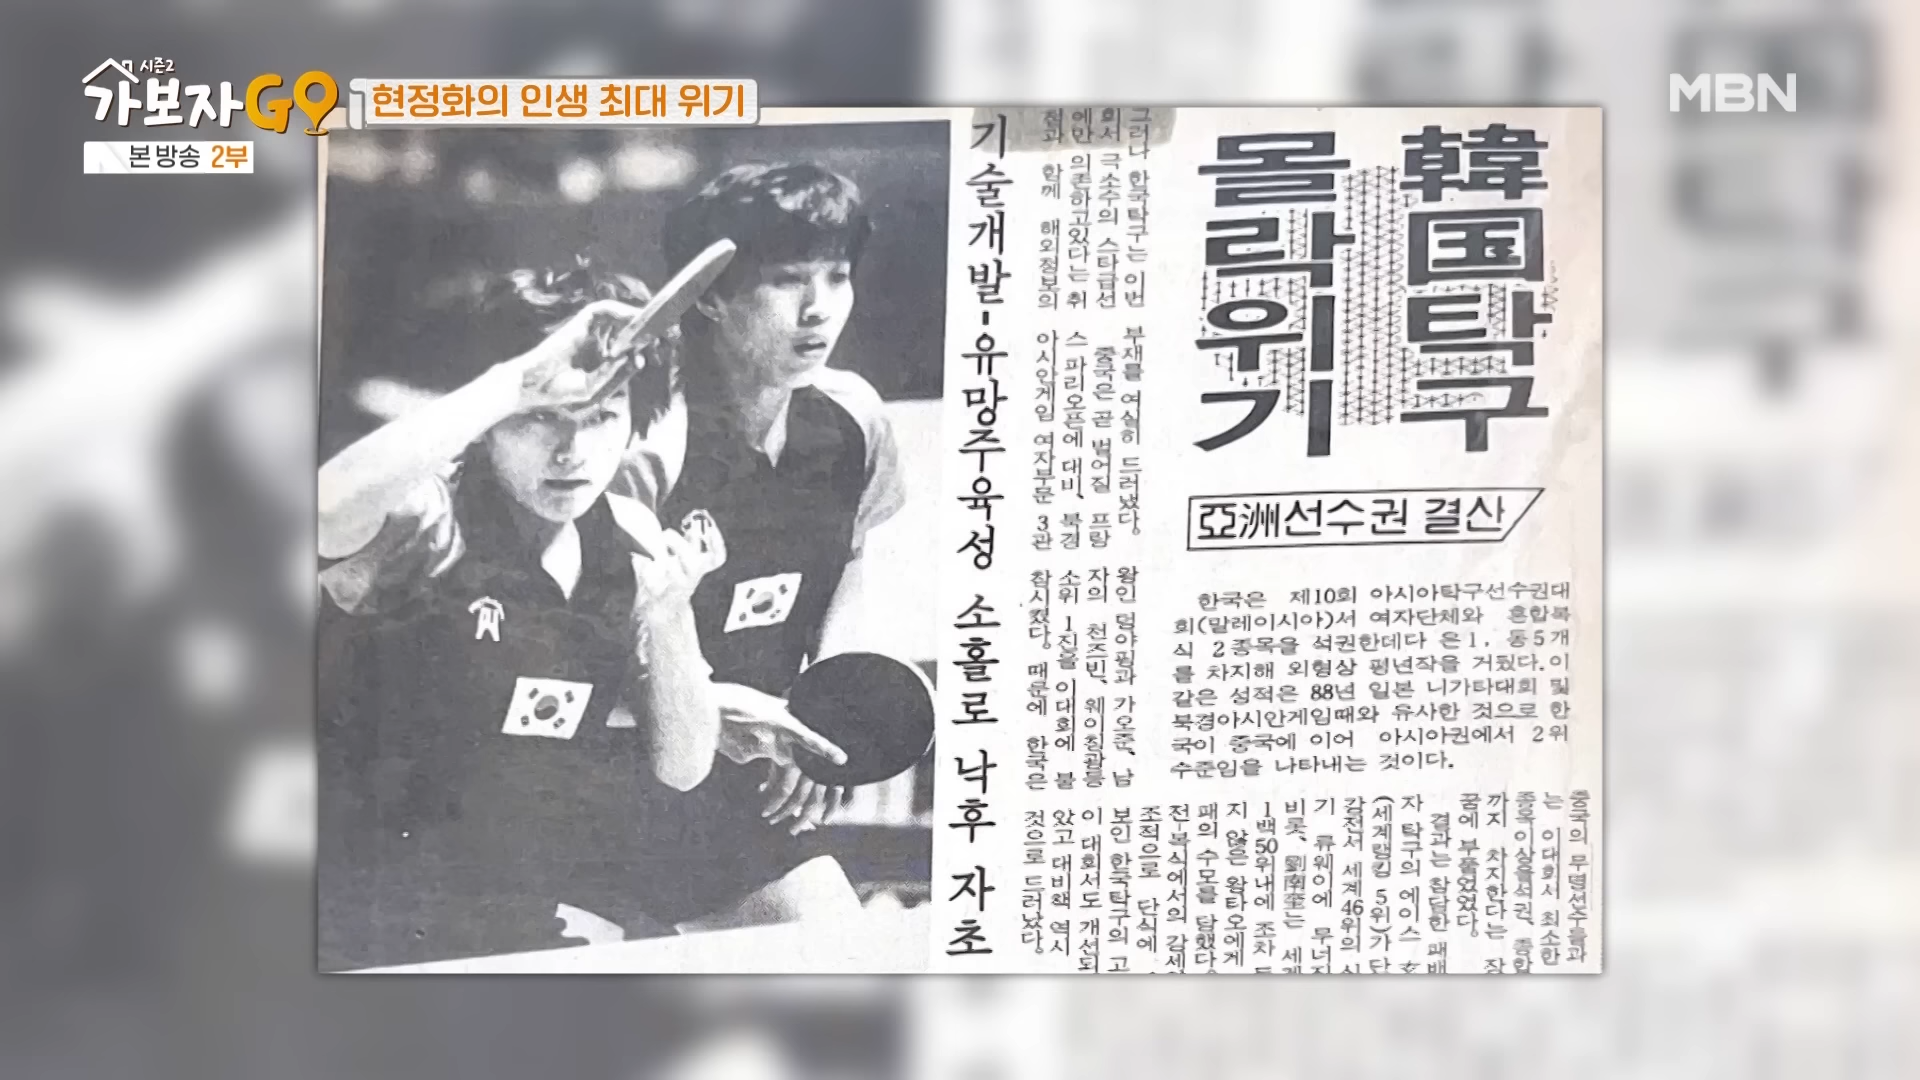 시즌2
가보자GO
현정화의 인생 최대 위기
본방송 2부
MBN
韓国탁구
몰락위기
亞洲선수권 결산
기술개발-유망주육성 소홀로 낙후 자초
한국은 제10회 아시아탁구선수권대
회(말레이시아)서 여자단체와 혼합복
식 2종목을 석권한데다 은1, 동5개
를 차지해 외형상 평년작을 거뒀다.이
같은 성적은 88년 일본 니가타대회 및
북경아시안게임때와 유사한 것으로 한
국이 중국에 이어 아시아권에서 2위
수준임을 나타내는 것이다.
그러나 한국탁구는 이번
회서 극소수의 스타급선
에만 의존하고있다는 취
점과 함께 해외정보의
부재를 여실히 드러냈다.
중국은 곧 벌어질 프랑
스 파리오픈에 대비, 북경
아시안게임 여자부문 3관
왕인 덩야핑과 가오준, 남
자의 천즈빈, 웨이칭광등
소위 1진을 이대회에 불
참시켰다. 때문에 한국은
중국의 무명선수들과
는 이대회서 최소한
종목이상을석권, 종합
까지 차지한다는 장
꿈에 부풀었었다.
결과는 참담한 패배
자탁구의 에이스 玄
(세계랭킹 5위)가 단
강전서 세계46위의 신
기 류웨이에 무너지
비롯, 劉南奎는 세계
1백50위내에 조차 드
지 않은 왕타오에게
패의 수모를 당했다.
전-복식에서의 강세
조적으로 단식에
보인 한국탁구의 고
이 대회서도 개선되
았고 대비책 역시
것으로 드러났다.